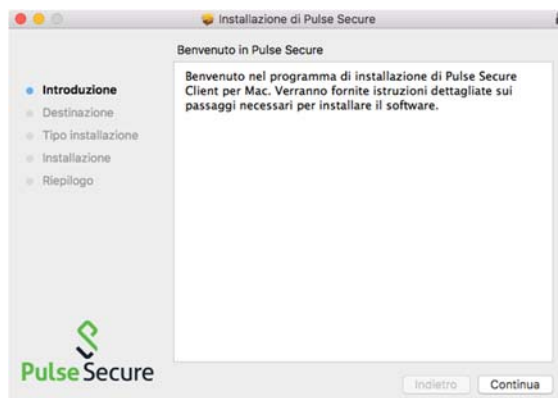 Installazione di Pulse Secure
Benvenuto in Pulse Secure
Introduzione
Destinazione
Tipo installazione
Installazione
Riepilogo
Benvenuto nel programma di installazione di Pulse Secure
Client per Mac. Verranno fornite istruzioni dettagliate sui
passaggi necessari per installare il software.
Pulse Secure
Indietro
Continua